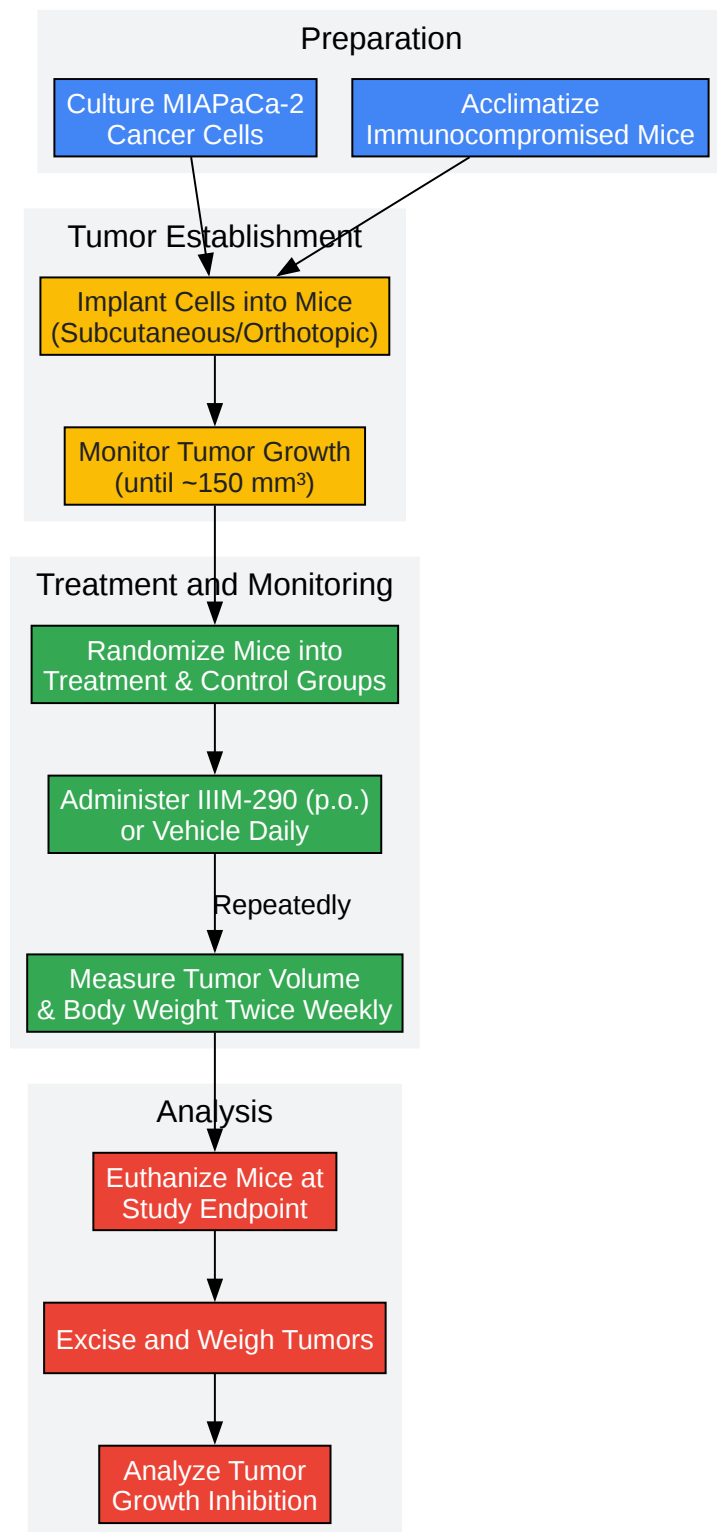 Preparation
Culture MIAPaCa-2
Cancer Cells
Acclimatize
Immunocompromised Mice
Tumor Establishment
Implant Cells into Mice
(Subcutaneous/Orthotopic)
Monitor Tumor Growth
(until ~150 mm³)
Treatment and Monitoring
Randomize Mice into
Treatment & Control Groups
Administer IIIM-290 (p.o.)
or Vehicle Daily
Repeatedly
Measure Tumor Volume
& Body Weight Twice Weekly
Analysis
Euthanize Mice at
Study Endpoint
Excise and Weigh Tumors
Analyze Tumor
Growth Inhibition